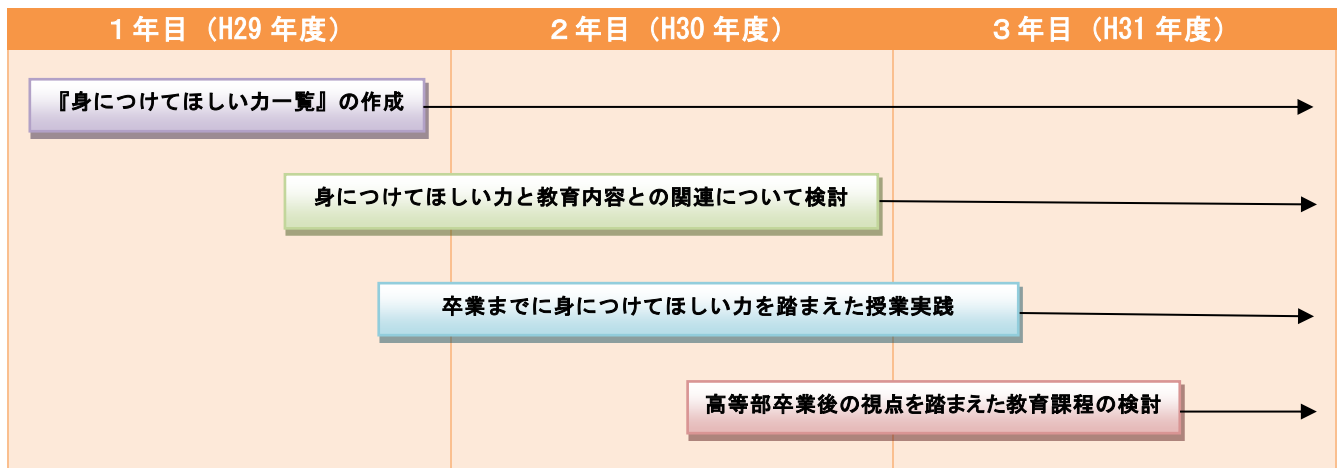 １年目（H29 年度）
２年目（H30 年度）
３年目（H31 年度）
『身につけてほしい力一覧』の作成
身につけてほしい力と教育内容との関連について検討
卒業までに身につけてほしい力を踏まえた授業実践
高等部卒業後の視点を踏まえた教育課程の検討